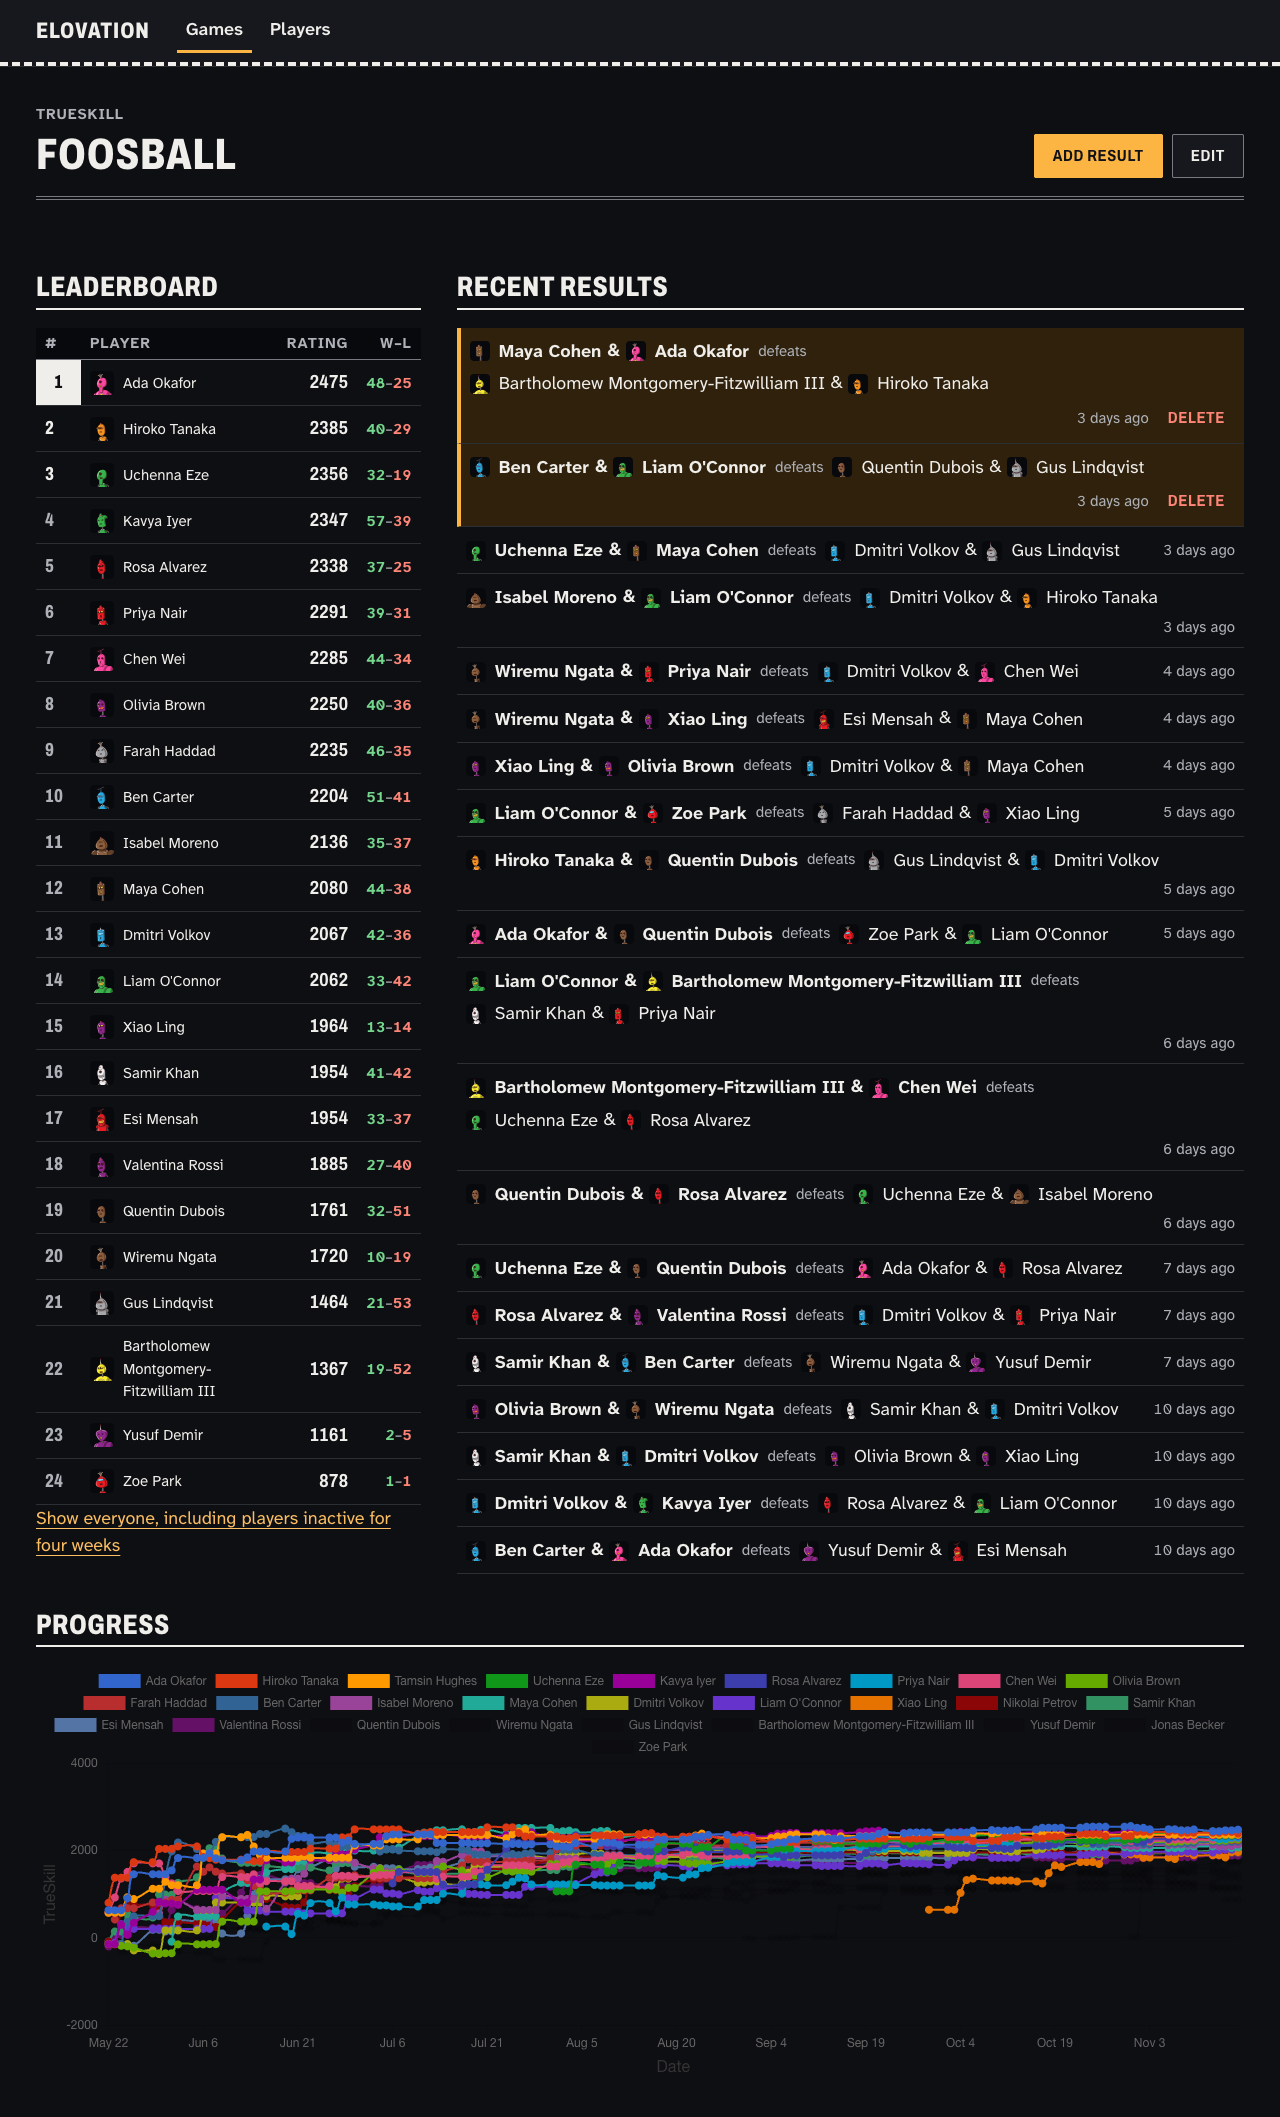 ELOVATION Games Players
TRUESKILL
FOOSBALL
ADD RESULT EDIT
LEADERBOARD
# PLAYER RATING W–L
1 Ada Okafor 2475 48–25
2 Hiroko Tanaka 2385 40–29
3 Uchenna Eze 2356 32–19
4 Kavya Iyer 2347 57–39
5 Rosa Alvarez 2338 37–25
6 Priya Nair 2291 39–31
7 Chen Wei 2285 44–34
8 Olivia Brown 2250 40–36
9 Farah Haddad 2235 46–35
10 Ben Carter 2204 51–41
11 Isabel Moreno 2136 35–37
12 Maya Cohen 2080 44–38
13 Dmitri Volkov 2067 42–36
14 Liam O'Connor 2062 33–42
15 Xiao Ling 1964 13–14
16 Samir Khan 1954 41–42
17 Esi Mensah 1954 33–37
18 Valentina Rossi 1885 27–40
19 Quentin Dubois 1761 32–51
20 Wiremu Ngata 1720 10–19
21 Gus Lindqvist 1464 21–53
22 Bartholomew
Montgomery-
Fitzwilliam III 1367 19–52
23 Yusuf Demir 1161 2–5
24 Zoe Park 878 1–1
Show everyone, including players inactive for
four weeks
RECENT RESULTS
Maya Cohen & Ada Okafor defeats
Bartholomew Montgomery-Fitzwilliam III & Hiroko Tanaka
3 days ago DELETE
Ben Carter & Liam O'Connor defeats Quentin Dubois & Gus Lindqvist
3 days ago DELETE
Uchenna Eze & Maya Cohen defeats Dmitri Volkov & Gus Lindqvist 3 days ago
Isabel Moreno & Liam O'Connor defeats Dmitri Volkov & Hiroko Tanaka
3 days ago
Wiremu Ngata & Priya Nair defeats Dmitri Volkov & Chen Wei 4 days ago
Wiremu Ngata & Xiao Ling defeats Esi Mensah & Maya Cohen 4 days ago
Xiao Ling & Olivia Brown defeats Dmitri Volkov & Maya Cohen 4 days ago
Liam O'Connor & Zoe Park defeats Farah Haddad & Xiao Ling 5 days ago
Hiroko Tanaka & Quentin Dubois defeats Gus Lindqvist & Dmitri Volkov
5 days ago
Ada Okafor & Quentin Dubois defeats Zoe Park & Liam O'Connor 5 days ago
Liam O'Connor & Bartholomew Montgomery-Fitzwilliam III defeats
Samir Khan & Priya Nair
6 days ago
Bartholomew Montgomery-Fitzwilliam III & Chen Wei defeats
Uchenna Eze & Rosa Alvarez
6 days ago
Quentin Dubois & Rosa Alvarez defeats Uchenna Eze & Isabel Moreno
6 days ago
Uchenna Eze & Quentin Dubois defeats Ada Okafor & Rosa Alvarez 7 days ago
Rosa Alvarez & Valentina Rossi defeats Dmitri Volkov & Priya Nair 7 days ago
Samir Khan & Ben Carter defeats Wiremu Ngata & Yusuf Demir 7 days ago
Olivia Brown & Wiremu Ngata defeats Samir Khan & Dmitri Volkov 10 days ago
Samir Khan & Dmitri Volkov defeats Olivia Brown & Xiao Ling 10 days ago
Dmitri Volkov & Kavya Iyer defeats Rosa Alvarez & Liam O'Connor 10 days ago
Ben Carter & Ada Okafor defeats Yusuf Demir & Esi Mensah 10 days ago
PROGRESS
Ada Okafor Hiroko Tanaka Tamsin Hughes Uchenna Eze Kavya Iyer Rosa Alvarez Priya Nair Chen Wei Olivia Brown
Farah Haddad Ben Carter Isabel Moreno Maya Cohen Dmitri Volkov Liam O'Connor Xiao Ling Nikolai Petrov Samir Khan
Esi Mensah Valentina Rossi Quentin Dubois Wiremu Ngata Gus Lindqvist Bartholomew Montgomery-Fitzwilliam III Yusuf Demir Jonas Becker
Zoe Park
4000
2000
0
-2000
TrueSkill
May 22 Jun 6 Jun 21 Jul 6 Jul 21 Aug 5 Aug 20 Sep 4 Sep 19 Oct 4 Oct 19 Nov 3
Date